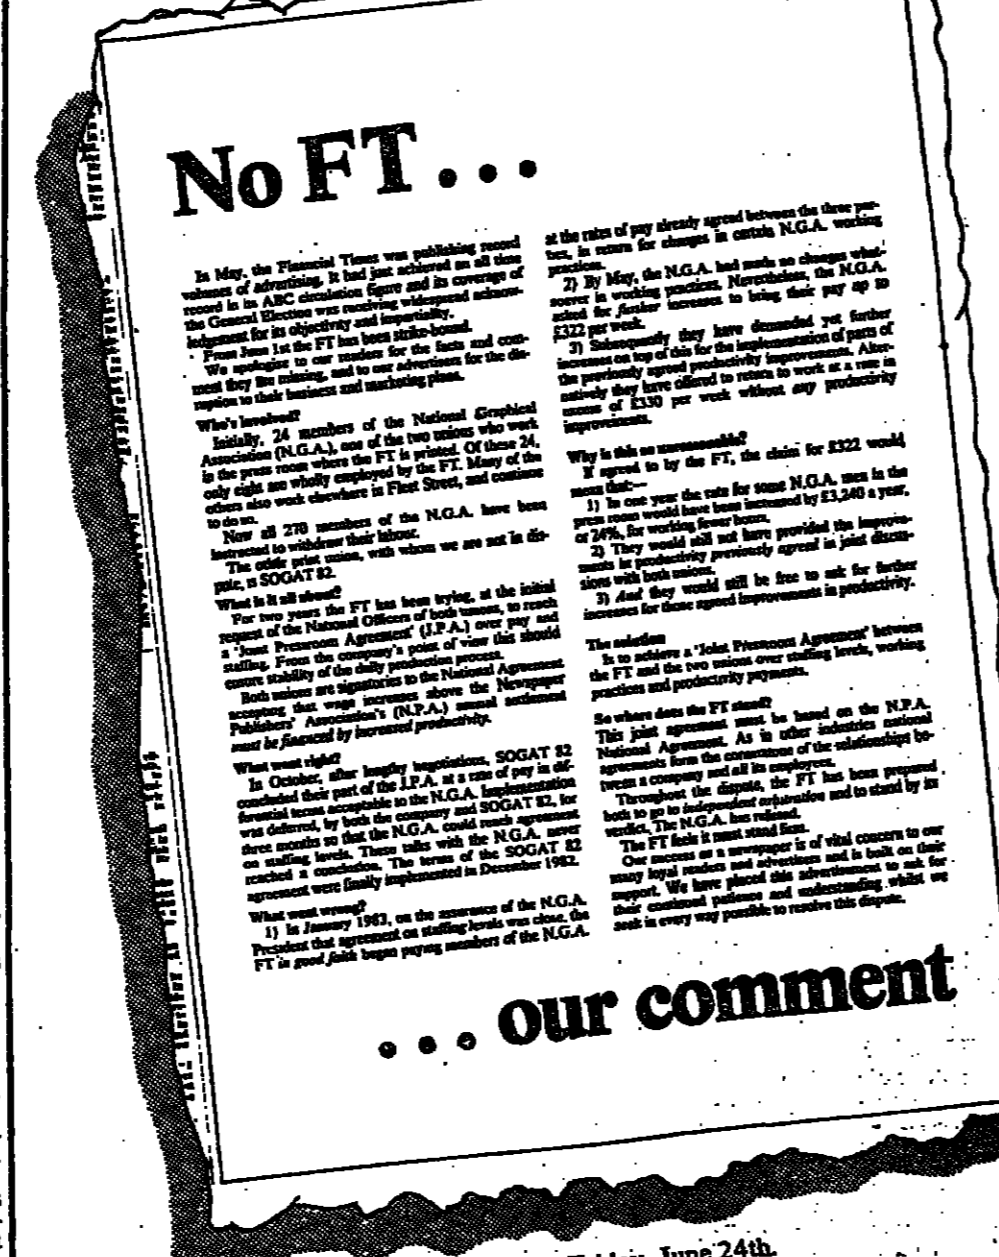 No FT...
In May, the Financial Times was publishing record
volumes of advertising. It had just achieved an all time
record in its ABC circulation figure and its coverage of
the General Election was receiving widespread acknow-
ledgement for its objectivity and impartiality.
From June 1st the FT has been strike-bound.
We apologise to our readers for the facts and com-
ment they are missing, and to our advertisers for the dis-
ruption to their business and marketing plans.
Who's involved?
Initially, 24 members of the National Graphical
Association (N.G.A.), one of the two unions who work
in the press room where the FT is printed. Of these 24,
only eight are wholly employed by the FT. Many of the
others also work elsewhere in Fleet Street, and continue
to do so.
Now all 270 members of the N.G.A. have been
instructed to withdraw their labour.
The other print union, with whom we are not in dis-
pute, is SOGAT 82.
What is it all about?
For two years the FT has been trying, at the initial
request of the National Officers of both unions, to reach
a 'Joint Pressroom Agreement' (J.P.A.) over pay and
staffing. From the company's point of view this should
ensure stability of the daily production process.
Both unions are signatories to the National Agreement
accepting that wage increases above the Newspaper
Publishers' Association's (N.P.A.) annual settlement
must be financed by increased productivity.
What went right?
In October, after lengthy negotiations, SOGAT 82
concluded their part of the J.P.A. at a rate of pay in dif-
ferential terms acceptable to the N.G.A. Implementation
was deferred, by both the company and SOGAT 82, for
three months so that the N.G.A. could reach agreement
on staffing levels. These talks with the N.G.A. never
reached a conclusion. The terms of the SOGAT 82
agreement were finally implemented in December 1982.
What went wrong?
1) In January 1983, on the assurance of the N.G.A.
President that agreement on staffing levels was close, the
FT in good faith began paying members of the N.G.A.
at the rates of pay already agreed between the three par-
ties, in return for changes in certain N.G.A. working
practices.
2) By May, the N.G.A. had made no changes what-
soever in working practices. Nevertheless, the N.G.A.
asked for further increases to bring their pay up to
£322 per week.
3) Subsequently they have demanded yet further
increases on top of this for the implementation of parts of
the previously agreed productivity improvements. Alter-
natively they have offered to return to work at a rate in
excess of £330 per week without any productivity
improvements.
Why is this so unreasonable?
If agreed to by the FT, the claim for £322 would
mean that:—
1) In one year the rate for some N.G.A. men in the
press room would have been increased by £3,240 a year,
or 24%, for working fewer hours.
2) They would still not have provided the improve-
ments in productivity previously agreed in joint discus-
sions with both unions.
3) And they would still be free to ask for further
increases for those agreed improvements in productivity.
The solution
Is to achieve a 'Joint Pressroom Agreement' between
the FT and the two unions over staffing levels, working
practices and productivity payments.
So where does the FT stand?
This joint agreement must be based on the N.P.A.
National Agreement. As in other industries national
agreements form the cornerstone of the relationships be-
tween a company and all its employees.
Throughout the dispute, the FT has been prepared
both to go to independent arbitration and to stand by its
verdict. The N.G.A. has refused.
The FT feels it must stand firm.
Our success as a newspaper is of vital concern to our
many loyal readers and advertisers and is built on their
support. We have placed this advertisement to ask for
their continued patience and understanding whilst we
seek in every way possible to resolve this dispute.
... our comment
June 24th.